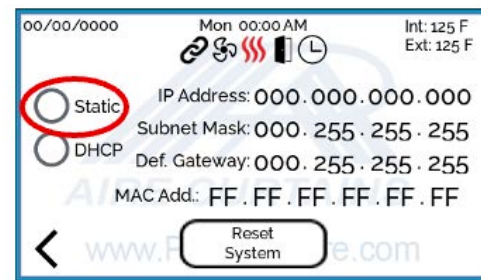 00/00/0000 Mon 00:00 AM Int: 125 F
Ext: 125 F
Static IP Address: 000.000.000.000
Subnet Mask: 000. 255. 255. 255
DHCP Def. Gateway: 000. 255. 255. 255
MAC Add.: FF. FF. FF. FF. FF. FF
Reset
System